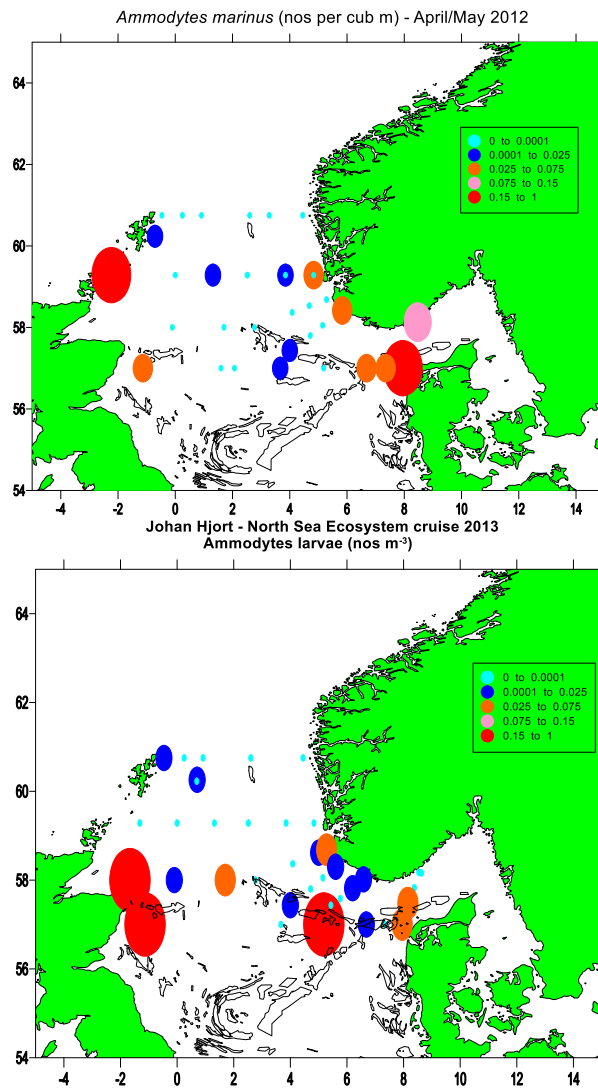 Ammodytes marinus (nos per cub m) - April/May 2012
64
62
60
58
56
54
0 to 0.0001
0.0001 to 0.025
0.025 to 0.075
0.075 to 0.15
0.15 to 1
-4 -2 0 2 4 6 8 10 12 14
Johan Hjort - North Sea Ecosystem cruise 2013
Ammodytes larvae (nos m-3)
64
62
60
58
56
54
0 to 0.0001
0.0001 to 0.025
0.025 to 0.075
0.075 to 0.15
0.15 to 1
-4 -2 0 2 4 6 8 10 12 14